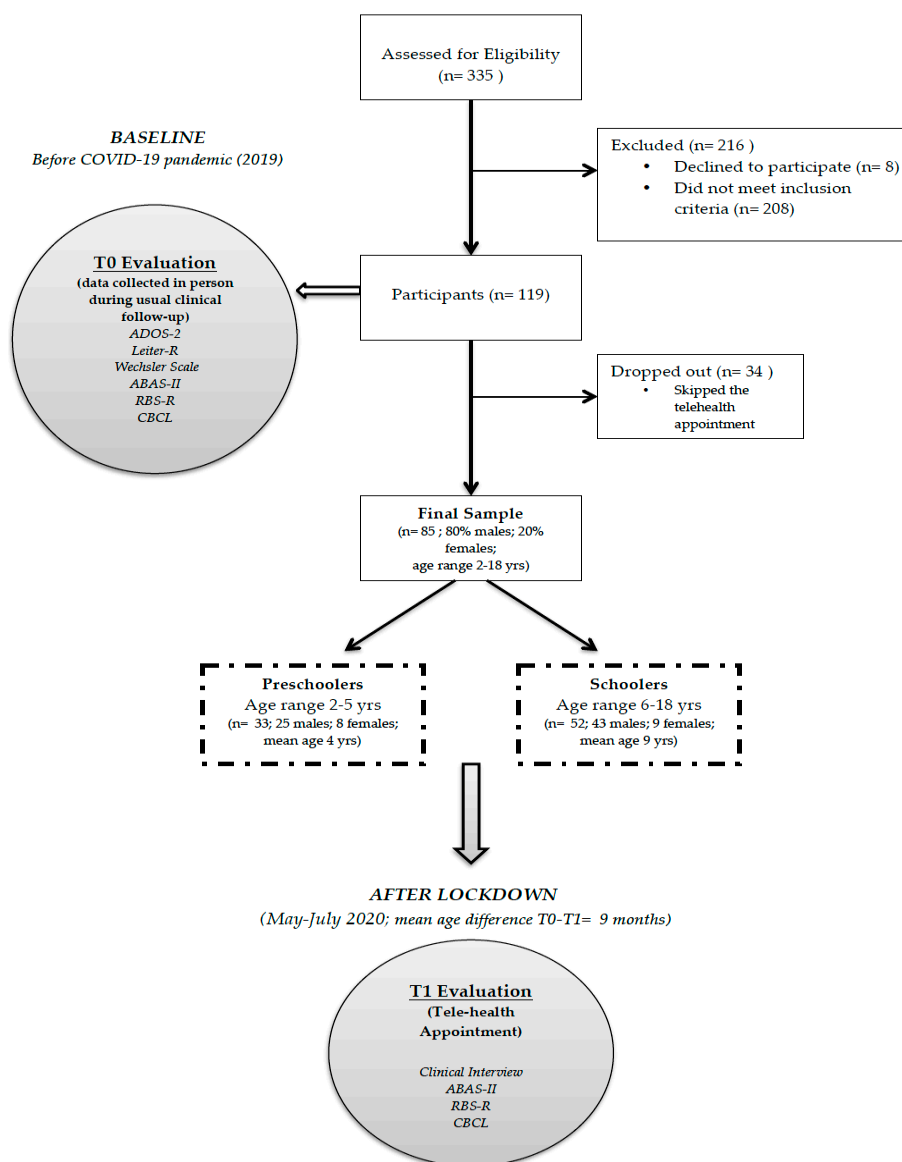 Assessed for Eligibility
(n= 335 )
BASELINE
Before COVID-19 pandemic (2019)
Excluded (n= 216 )
• Declined to participate (n= 8)
• Did not meet inclusion
criteria (n= 208)
T0 Evaluation
(data collected in person
during usual clinical
follow-up)
ADOS-2
Leiter-R
Wechsler Scale
ABAS-II
RBS-R
CBCL
Participants (n= 119)
Dropped out (n= 34 )
• Skipped the
telehealth
appointment
Final Sample
(n= 85 ; 80% males; 20%
females;
age range 2-18 yrs)
Preschoolers
Age range 2-5 yrs
(n= 33; 25 males; 8 females;
mean age 4 yrs)
Schoolers
Age range 6-18 yrs
(n= 52; 43 males; 9 females;
mean age 9 yrs)
AFTER LOCKDOWN
(May-July 2020; mean age difference T0-T1= 9 months)
T1 Evaluation
(Tele-health
Appointment)
Clinical Interview
ABAS-II
RBS-R
CBCL